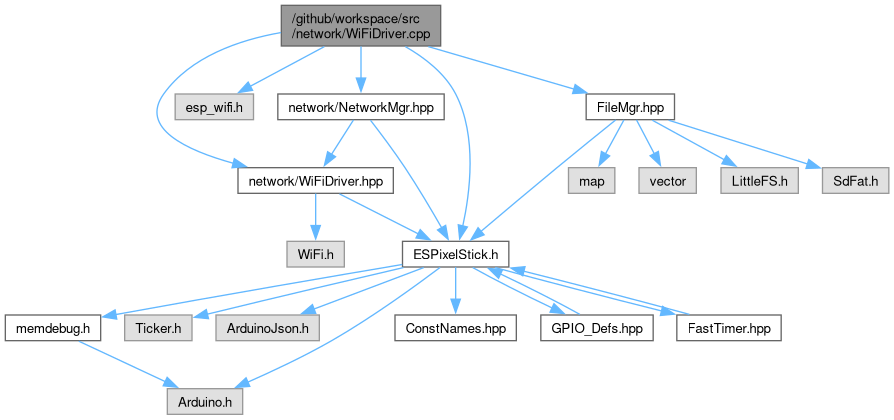 /github/workspace/src
/network/WiFiDriver.cpp
esp_wifi.h
network/NetworkMgr.hpp
FileMgr.hpp
network/WiFiDriver.hpp
map
vector
LittleFS.h
SdFat.h
WiFi.h
ESPixelStick.h
memdebug.h
Ticker.h
ArduinoJson.h
ConstNames.hpp
GPIO_Defs.hpp
FastTimer.hpp
Arduino.h